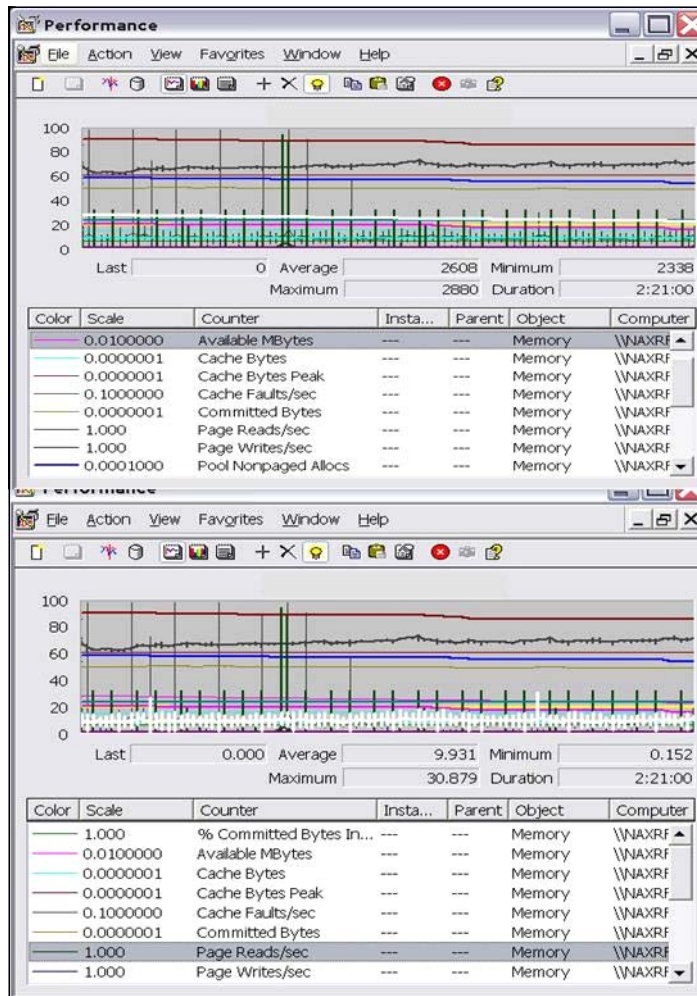 Performance
File Action View Favorites Window Help
100
80
60
40
20
0
Last 0 Average 2608 Minimum 2338
Maximum 2880 Duration 2:21:00
Color Scale Counter Insta... Parent Object Computer
0.0100000 Available MBytes --- --- Memory \\NAXRF
0.0000001 Cache Bytes --- --- Memory \\NAXRF
0.0000001 Cache Bytes Peak --- --- Memory \\NAXRF
0.1000000 Cache Faults/sec --- --- Memory \\NAXRF
0.0000001 Committed Bytes --- --- Memory \\NAXRF
1.000 Page Reads/sec --- --- Memory \\NAXRF
1.000 Page Writes/sec --- --- Memory \\NAXRF
0.0001000 Pool Nonpaged Allocs --- --- Memory \\NAXRF
Performance
File Action View Favorites Window Help
100
80
60
40
20
0
Last 0.000 Average 9.931 Minimum 0.152
Maximum 30.879 Duration 2:21:00
Color Scale Counter Insta... Parent Object Computer
1.000 % Committed Bytes In... --- --- Memory \\NAXRF
0.0100000 Available MBytes --- --- Memory \\NAXRF
0.0000001 Cache Bytes --- --- Memory \\NAXRF
0.0000001 Cache Bytes Peak --- --- Memory \\NAXRF
0.1000000 Cache Faults/sec --- --- Memory \\NAXRF
0.0000001 Committed Bytes --- --- Memory \\NAXRF
1.000 Page Reads/sec --- --- Memory \\NAXRF
1.000 Page Writes/sec --- --- Memory \\NAXRF